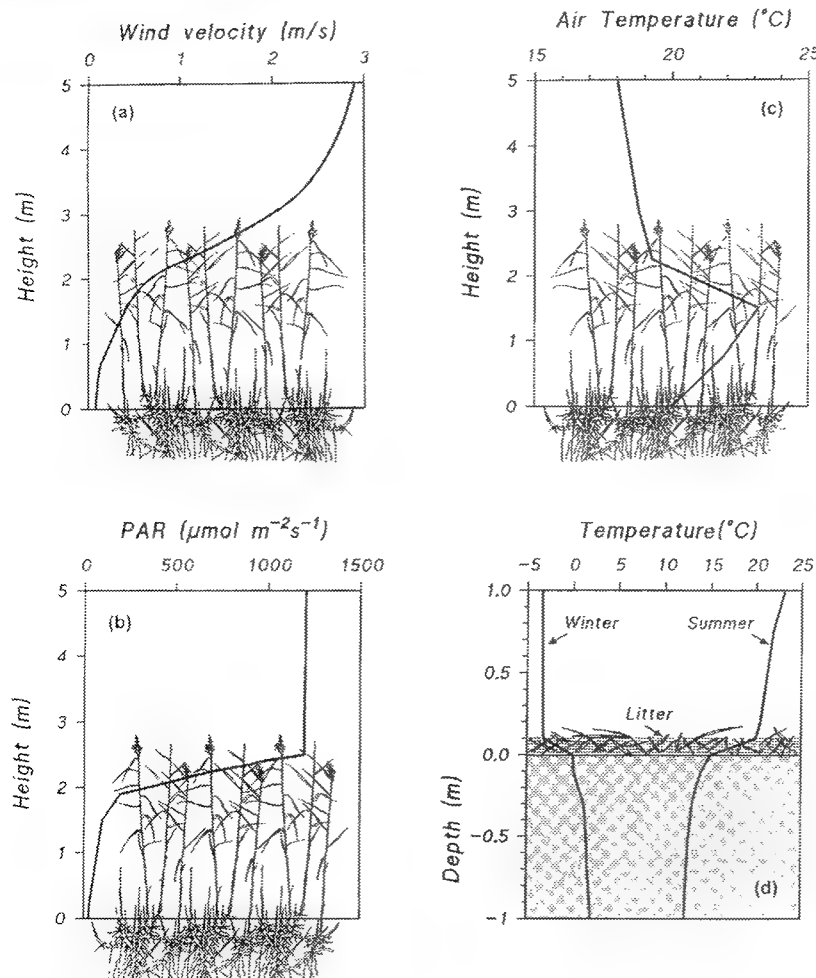 Wind velocity (m/s)
0 1 2 3
5
4
3
2
1
0
Height (m)
(a)
Air Temperature (°C)
15 20 25
5
4
3
2
1
0
Height (m)
(c)
PAR (µmol m⁻²s⁻¹)
0 500 1000 1500
5
4
3
2
1
0
Height (m)
(b)
Temperature(°C)
-5 0 5 10 15 20 25
1.0
0.5
0.0
-0.5
-1
Depth (m)
Winter
Summer
Litter
(d)